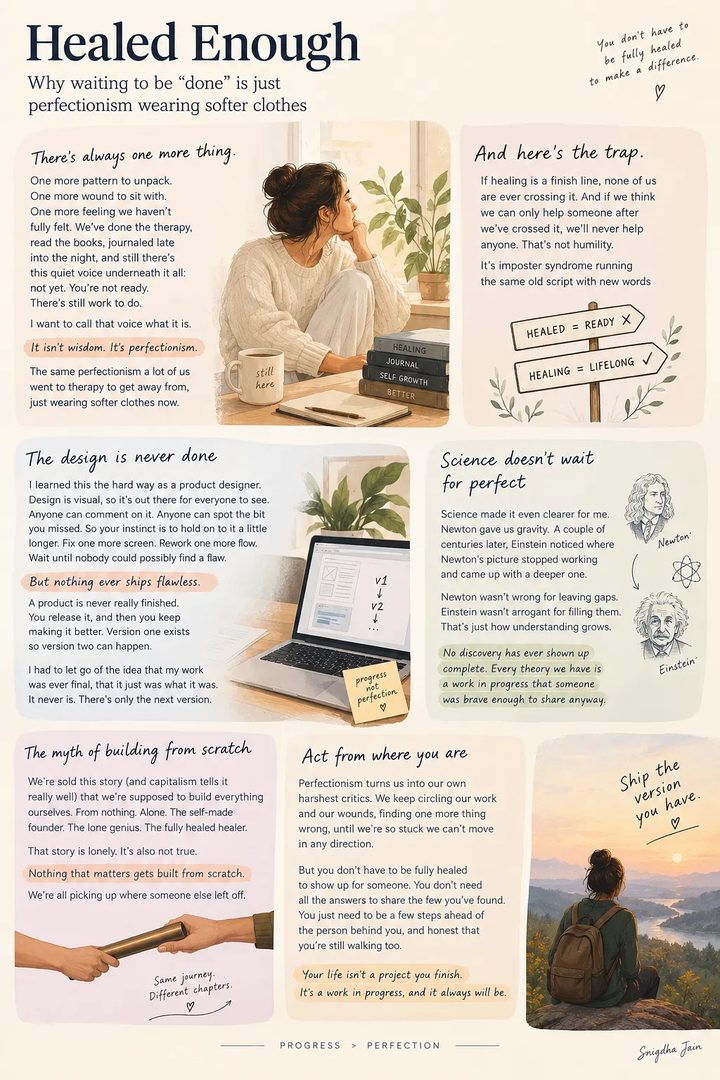 Healed Enough
Why waiting to be “done” is just
perfectionism wearing softer clothes
You don't have to
be fully healed
to make a difference.
There's always one more thing.
One more pattern to unpack.
One more wound to sit with.
One more feeling we haven't
fully felt. We've done the therapy,
read the books, journaled late
into the night, and still there's
this quiet voice underneath it all:
not yet. You're not ready.
There's still work to do.
I want to call that voice what it is.
It isn't wisdom. It's perfectionism.
The same perfectionism a lot of us
went to therapy to get away from,
just wearing softer clothes now.
still
here
HEALING
JOURNAL
SELF GROWTH
BETTER
And here's the trap.
If healing is a finish line, none of us
are ever crossing it. And if we think
we can only help someone after
we've crossed it, we'll never help
anyone. That's not humility.
It's imposter syndrome running
the same old script with new words
HEALED = READY X
HEALING = LIFELONG ✓
The design is never done
I learned this the hard way as a product designer.
Design is visual, so it's out there for everyone to see.
Anyone can comment on it. Anyone can spot the bit
you missed. So your instinct is to hold on to it a little
longer. Fix one more screen. Rework one more flow.
Wait until nobody could possibly find a flaw.
But nothing ever ships flawless.
A product is never really finished.
You release it, and then you keep
making it better. Version one exists
so version two can happen.
I had to let go of the idea that my work
was ever final, that it just was what it was.
It never is. There's only the next version.
v1
↓
v2
↓
...
progress
not
perfection
Science doesn't wait
for perfect
Science made it even clearer for me.
Newton gave us gravity. A couple of
centuries later, Einstein noticed where
Newton's picture stopped working
and came up with a deeper one.
Newton wasn't wrong for leaving gaps.
Einstein wasn't arrogant for filling them.
That's just how understanding grows.
No discovery has ever shown up
complete. Every theory we have is
a work in progress that someone
was brave enough to share anyway.
Newton
Einstein
The myth of building from scratch
We're sold this story (and capitalism tells it
really well) that we're supposed to build everything
ourselves. From nothing. Alone. The self-made
founder. The lone genius. The fully healed healer.
That story is lonely. It's also not true.
Nothing that matters gets built from scratch.
We're all picking up where someone else left off.
Same journey.
Different chapters.
Act from where you are
Perfectionism turns us into our own
harshest critics. We keep circling our work
and our wounds, finding one more thing
wrong, until we're so stuck we can't move
in any direction.
But you don't have to be fully healed
to show up for someone. You don't need
all the answers to share the few you've found.
You just need to be a few steps ahead of
the person behind you, and honest that
you're still walking too.
Your life isn't a project you finish.
It's a work in progress, and it always will be.
Ship the
version
you have.
PROGRESS > PERFECTION
Snigdha Jain